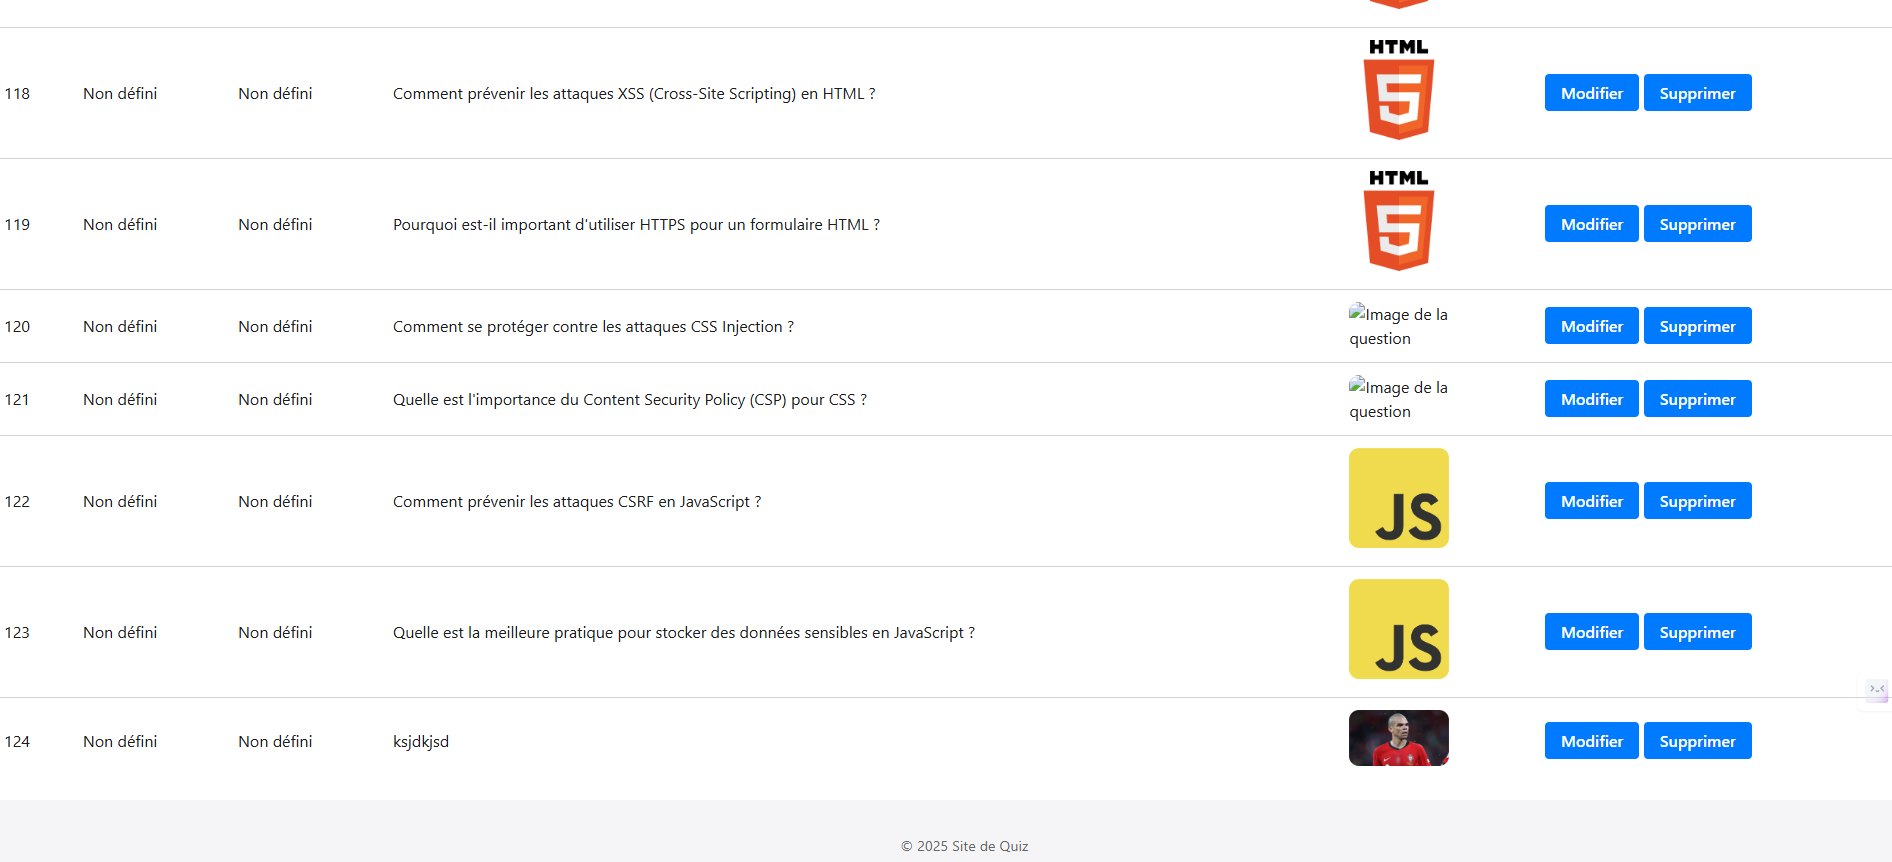 HTML
118 Non défini Non défini Comment prévenir les attaques XSS (Cross-Site Scripting) en HTML ? Modifier Supprimer
HTML
119 Non défini Non défini Pourquoi est-il important d'utiliser HTTPS pour un formulaire HTML ? Modifier Supprimer
120 Non défini Non défini Comment se protéger contre les attaques CSS Injection ? Image de la question Modifier Supprimer
121 Non défini Non défini Quelle est l'importance du Content Security Policy (CSP) pour CSS ? Image de la question Modifier Supprimer
122 Non défini Non défini Comment prévenir les attaques CSRF en JavaScript ? JS Modifier Supprimer
123 Non défini Non défini Quelle est la meilleure pratique pour stocker des données sensibles en JavaScript ? JS Modifier Supprimer
124 Non défini Non défini ksjdkjsd Modifier Supprimer
© 2025 Site de Quiz